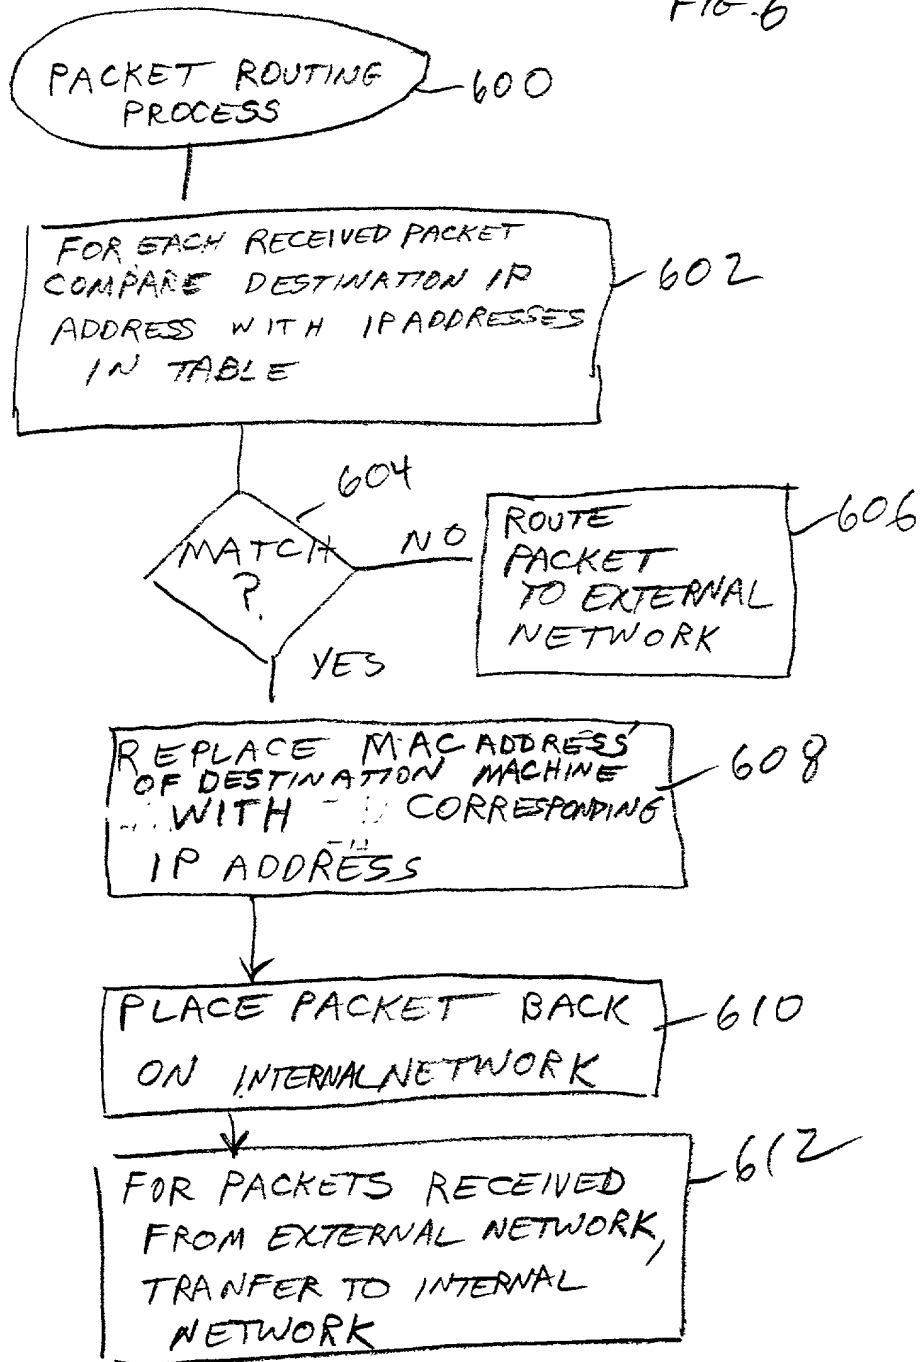 FIG. 6
PACKET ROUTING
PROCESS
600
FOR EACH RECEIVED PACKET
COMPARE DESTINATION IP
ADDRESS WITH IP ADDRESSES
IN TABLE
602
604
MATCH
?
NO
ROUTE
PACKET
TO EXTERNAL
NETWORK
606
YES
REPLACE MAC ADDRESS
OF DESTINATION MACHINE
WITH CORRESPONDING
IP ADDRESS
608
PLACE PACKET BACK
ON INTERNAL NETWORK
610
FOR PACKETS RECEIVED
FROM EXTERNAL NETWORK,
TRANFER TO INTERNAL
NETWORK
612